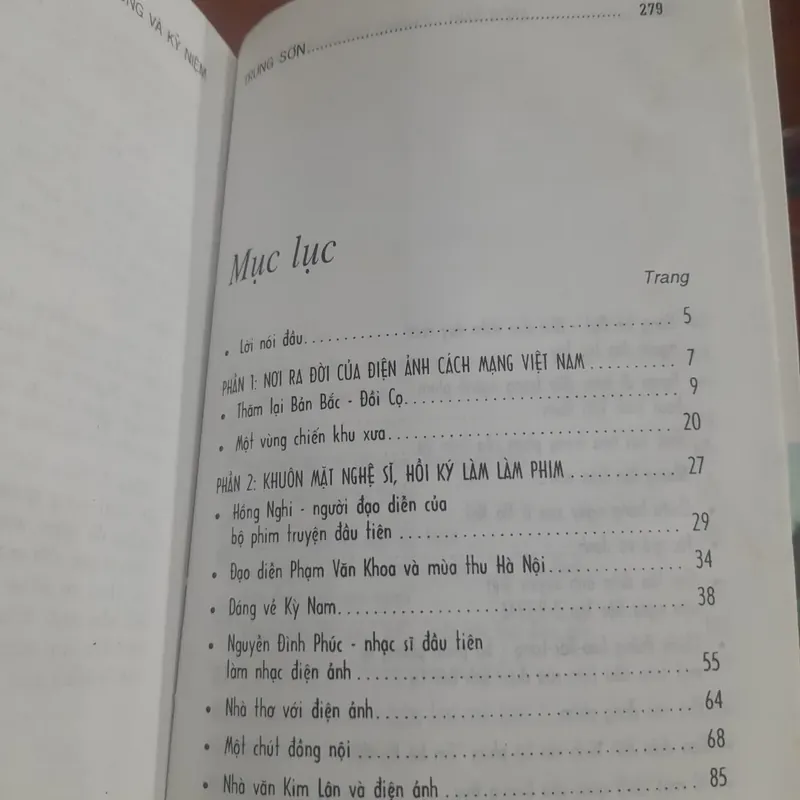 NG VÀ KỶ NIỆM
TRUNG SƠN........ 279
Mục lục
Trang
• Lời nói đầu........ 5
PHẦN 1: NƠI RA ĐỜI CỦA ĐIỆN ẢNH CÁCH MẠNG VIỆT NAM ........ 7
• Thăm lại Bản Bắc - Đồi Cọ........ 9
• Một vùng chiến khu xưa........ 20
PHẦN 2: KHUÔN MẶT NGHỆ SĨ, HỒI KÝ LÀM LÀM PHIM ........ 27
• Hồng Nghi - người đạo diễn của
bộ phim truyện đầu tiên ........ 29
• Đạo diễn Phạm Văn Khoa và mùa thu Hà Nội........ 34
• Dáng vẻ Kỳ Nam........ 38
• Nguyễn Đình Phúc - nhạc sĩ đầu tiên
làm nhạc điện ảnh ........ 55
• Nhà thơ với điện ảnh........ 64
• Một chút đồng nội ........ 68
• Nhà văn Kim Lân và điện ảnh ........ 85